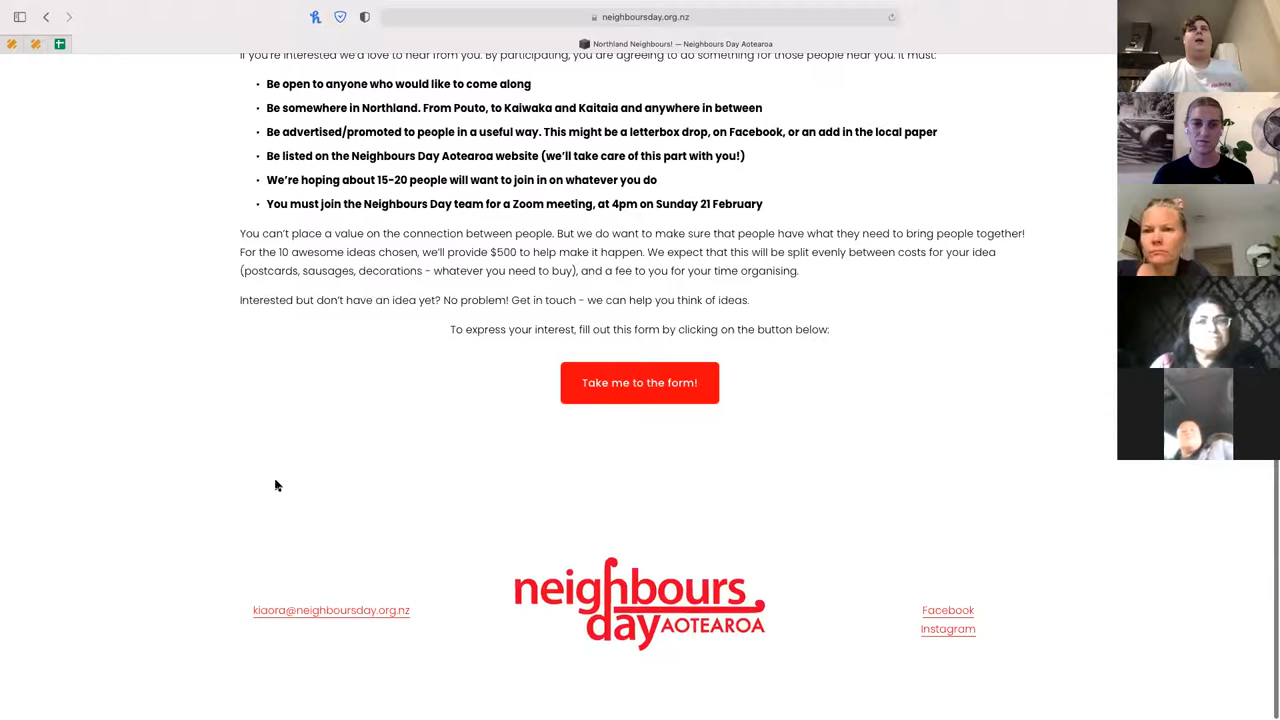 neighboursday.org.nz
Northland Neighbours! — Neighbours Day Aotearoa
If you're interested we'd love to hear from you. By participating, you are agreeing to do something for those people near you. It must:
• Be open to anyone who would like to come along
• Be somewhere in Northland. From Pouto, to Kaiwaka and Kaitaia and anywhere in between
• Be advertised/promoted to people in a useful way. This might be a letterbox drop, on Facebook, or an add in the local paper
• Be listed on the Neighbours Day Aotearoa website (we'll take care of this part with you!)
• We're hoping about 15-20 people will want to join in on whatever you do
• You must join the Neighbours Day team for a Zoom meeting, at 4pm on Sunday 21 February
You can't place a value on the connection between people. But we do want to make sure that people have what they need to bring people together!
For the 10 awesome ideas chosen, we'll provide $500 to help make it happen. We expect that this will be split evenly between costs for your idea
(postcards, sausages, decorations - whatever you need to buy), and a fee to you for your time organising.
Interested but don't have an idea yet? No problem! Get in touch - we can help you think of ideas.
To express your interest, fill out this form by clicking on the button below:
Take me to the form!
kiaora@neighboursday.org.nz
neighbours
day AOTEAROA
Facebook
Instagram